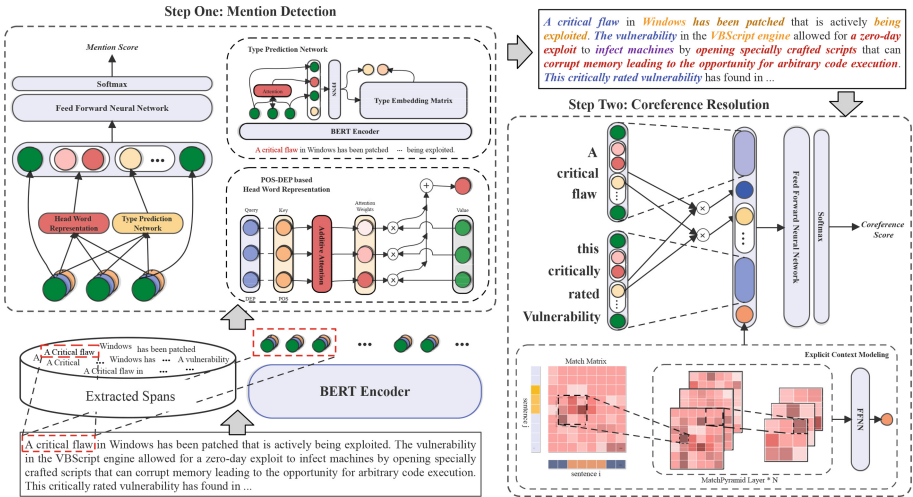 Step One: Mention Detection
Mention Score
Softmax
Feed Forward Neural Network
Head Word
Representation
Type Prediction
Network
Type Prediction Network
Attention
FFNN
Type Embedding Matrix
BERT Encoder
A critical flaw in Windows has been patched ... being exploited.
POS-DEP based
Head Word Representation
Query
Key
Attention
Weights
Value
Additive Attention
DEP
POS
A Critical flaw
Windows
has been patched
A
A Critical
...
Windows has
...
A vulnerability
A Critical flaw in
...
Extracted Spans
...
...
BERT Encoder
A critical flaw in Windows has been patched that is actively being exploited. The vulnerability
in the VBScript engine allowed for a zero-day exploit to infect machines by opening specially
crafted scripts that can corrupt memory leading to the opportunity for arbitrary code execution.
This critically rated vulnerability has found in ...
A critical flaw in Windows has been patched that is actively being
exploited. The vulnerability in the VBScript engine allowed for a zero-day
exploit to infect machines by opening specially crafted scripts that can
corrupt memory leading to the opportunity for arbitrary code execution.
This critically rated vulnerability has found in ...
Step Two: Coreference Resolution
A
critical
flaw
this
critically
rated
Vulnerability
Feed Forward Neural Network
Softmax
Coreference
Score
Explicit Context Modeling
Match Matrix
sentence j
sentence i
MatchPyramid Layer * N
FFNN